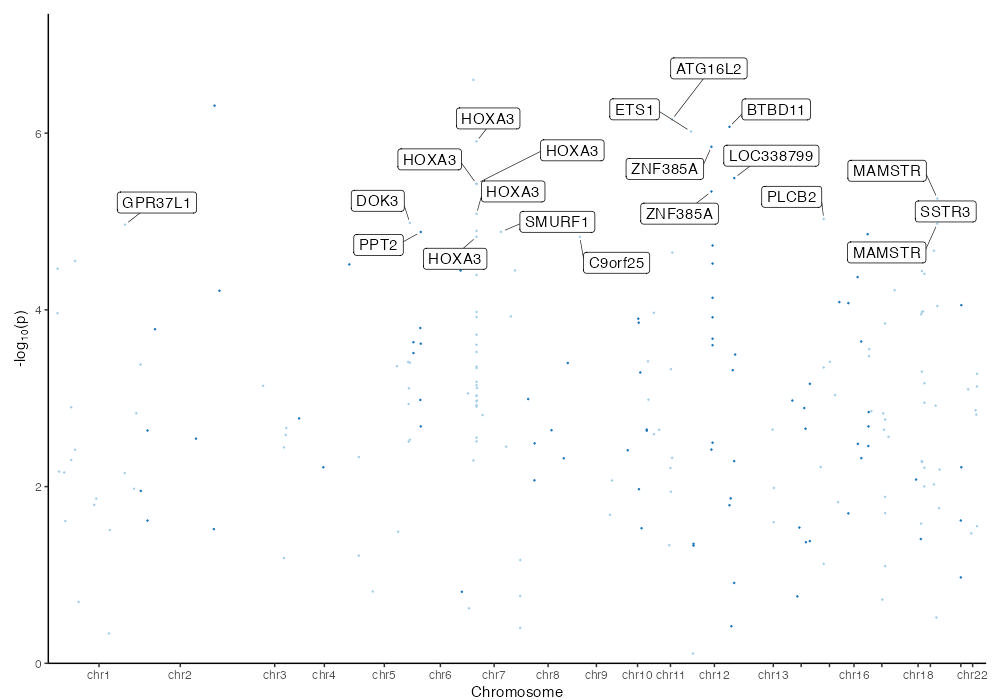 ATG16L2
ETS1
BTBD11
HOXA3
HOXA3
HOXA3
LOC338799
ZNF385A
MAMSTR
HOXA3
PLCB2
GPR37L1
DOK3
ZNF385A
SSTR3
SMURF1
PPT2
MAMSTR
HOXA3
C9orf25
6
4
2
0
-log10(p)
chr1 chr2 chr3 chr4 chr5 chr6 chr7 chr8 chr9 chr10 chr11 chr12 chr13 chr14 chr16 chr18 chr22
Chromosome